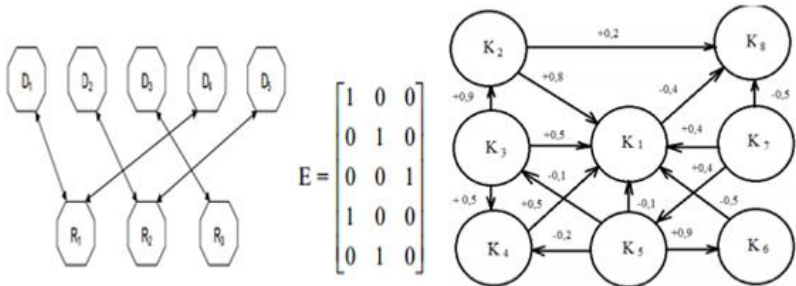 D₁ D₂ D₃ D₄ D₅
R₁ R₂ R₃
E =
1 0 0
0 1 0
0 0 1
1 0 0
0 1 0
K₂ +0,2 K₈
+0,9 +0,8 -0,4 -0,5
K₃ +0,5 K₁ +0,4 K₇
+0,5 -0,1 +0,5 -0,1 +0,4 -0,5
K₄ -0,2 K₅ +0,9 K₆